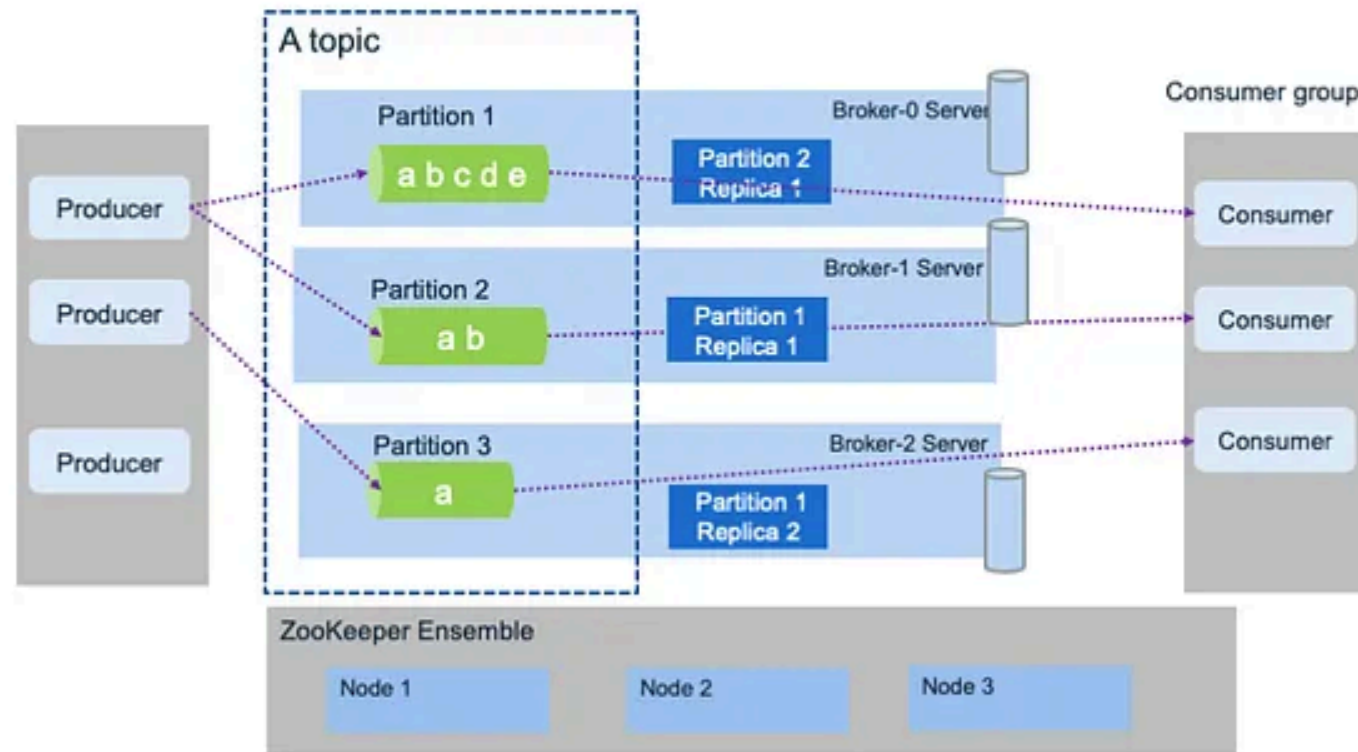 A topic
Partition 1
Broker-0 Server
Consumer group
a b c d e
Partition 2
Replica 1
Producer
Consumer
Partition 2
Broker-1 Server
a b
Partition 1
Replica 1
Producer
Consumer
Partition 3
Broker-2 Server
a
Partition 1
Replica 2
Producer
Consumer
ZooKeeper Ensemble
Node 1
Node 2
Node 3